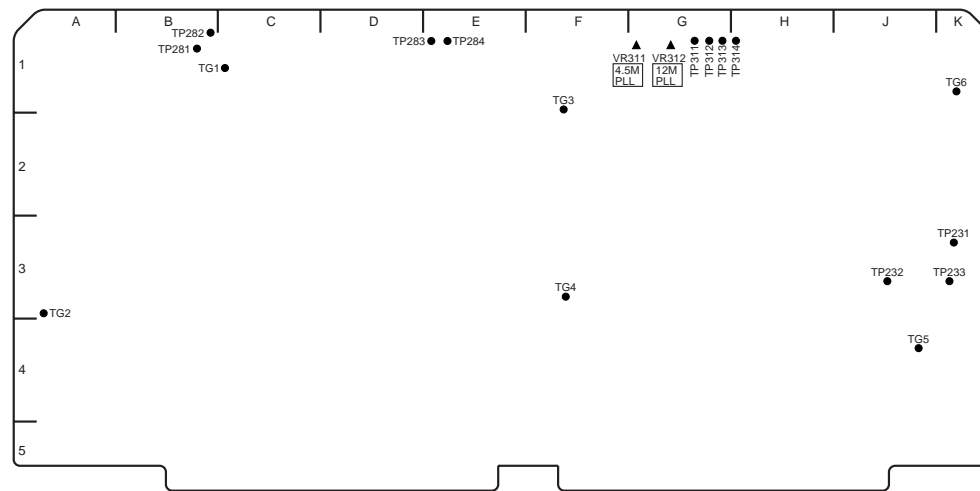 A B C D E F G H J K
TP282
TP281
TG1
TP283 TP284
VR311 VR312
4.5M 12M
PLL PLL
TP311
TP312
TP313
TP314
1
TG6
TG3
2
TP231
3
TP232 TP233
TG4
TG2
TG5
4
5